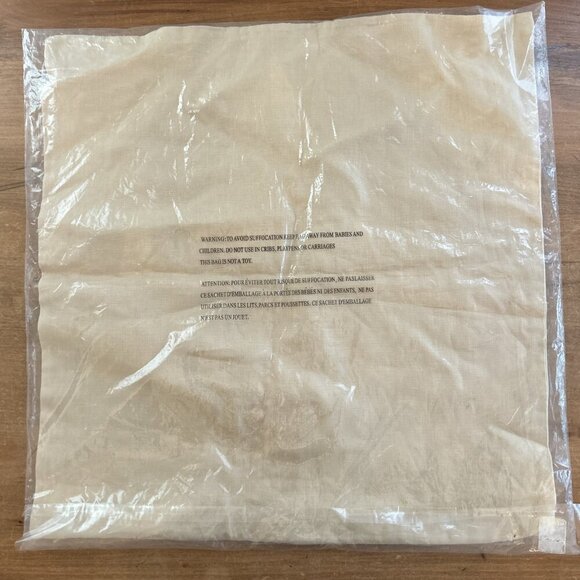 WARNING: TO AVOID SUFFOCATION KEEP BAG AWAY FROM BABIES AND
CHILDREN. DO NOT USE IN CRIBS, PLAYPENS, OR CARRIAGES
THIS BAG IS NOT A TOY.
ATTENTION: POUR ÉVITER TOUT RISQUE DE SUFFOCATION, NE PAS LAISSER
CE SACHET D'EMBALLAGE À LA PORTÉE DES BÉBÉS NI DES ENFANTS, NE PAS
UTILISER DANS LES LITS, PARCS ET POUSSETTES; CE SACHET D'EMBALLAGE
N'EST PAS UN JOUET.